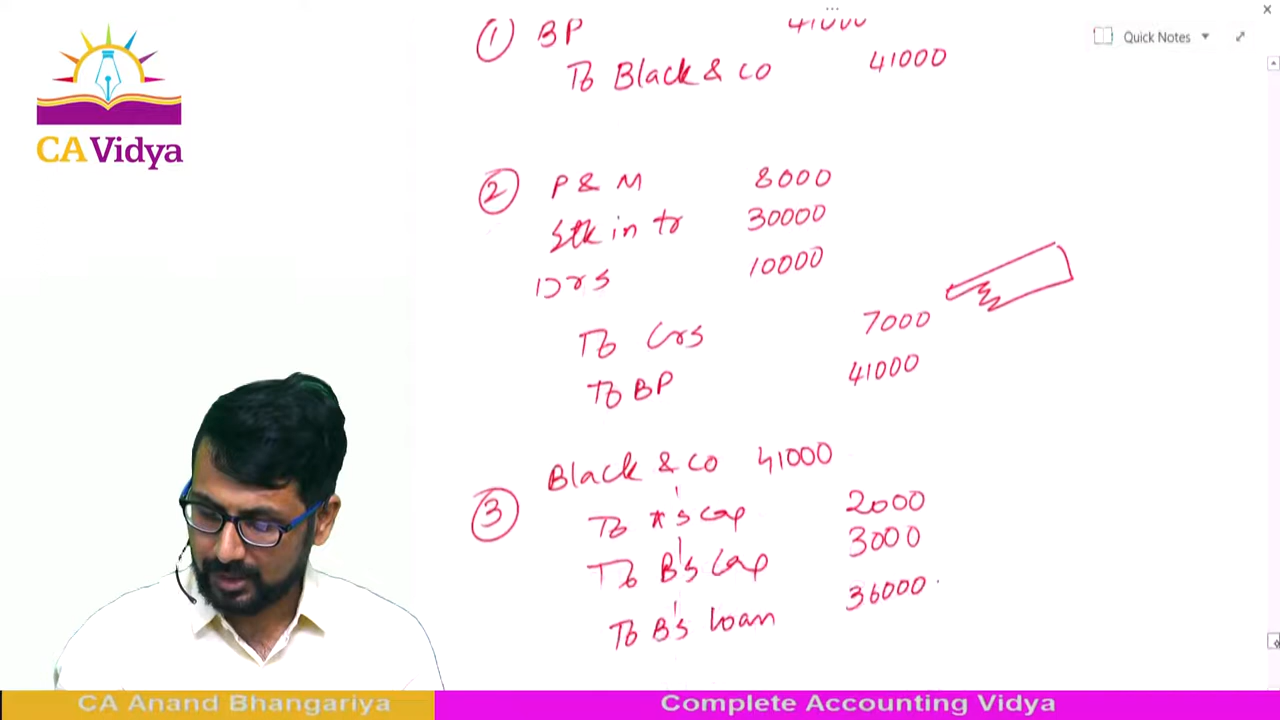 CA Vidya
Quick Notes
① BP 41000
To Black & Co 41000
② P & M 8000
Stk in tr 30000
Drs 10000
To Crs 7000
To BP 41000
③ Black & Co 41000
To A's cap 2000
To B's Cap 3000
To B's loan 36000
CA Anand Bhangariya
Complete Accounting Vidya